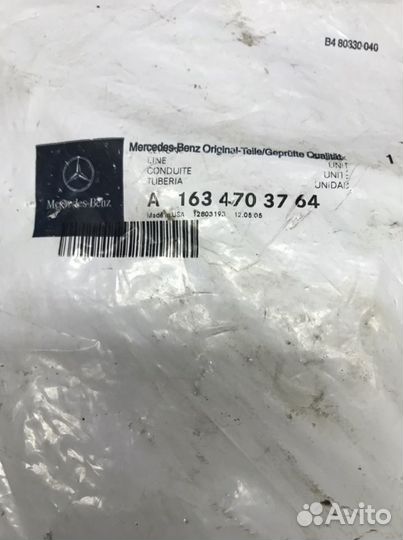 B4 80330 040
Mercedes-Benz Original-Teile/Geprüfte Qualität
LINE UNIT 1
CONDUITE UNITE
TUBERIA UNIDAD
A 163 470 37 64
Made in USA 12803193 12.05.05
Mercedes-Benz
Avito